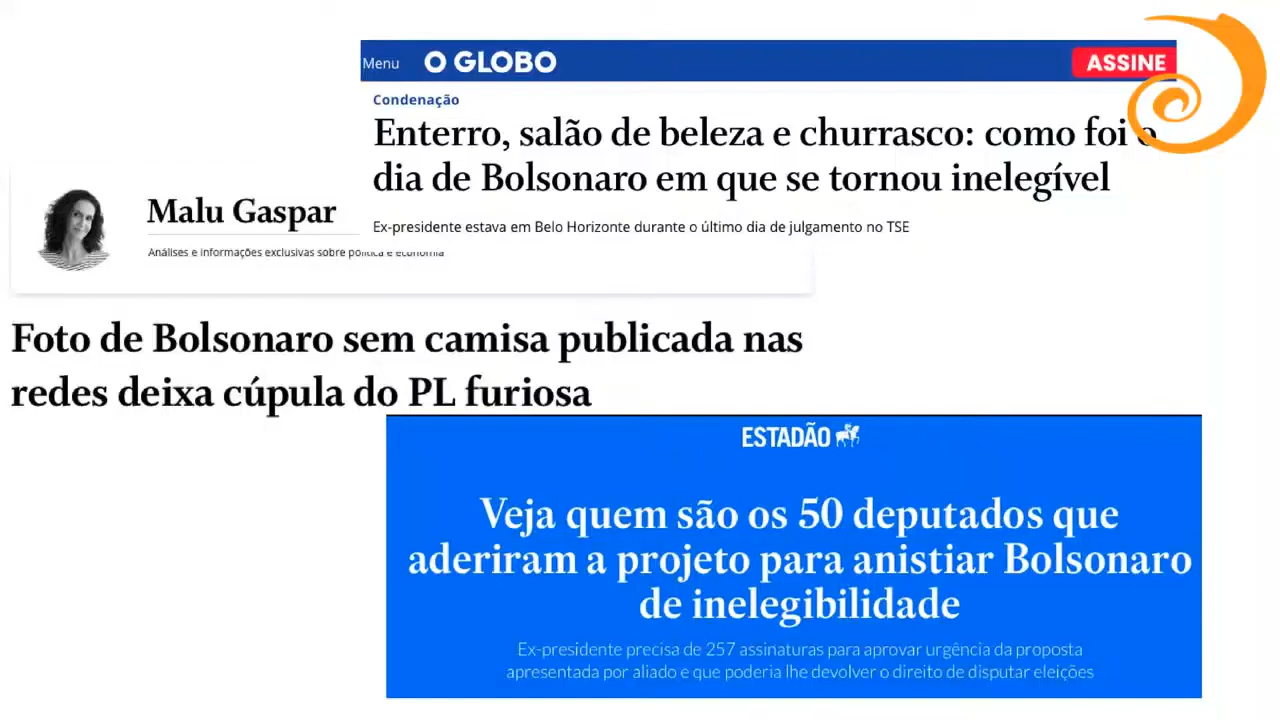 Menu O GLOBO ASSINE
Condenação
Enterro, salão de beleza e churrasco: como foi o
dia de Bolsonaro em que se tornou inelegível
Ex-presidente estava em Belo Horizonte durante o último dia de julgamento no TSE
Malu Gaspar
Análises e informações exclusivas sobre política e economia
Foto de Bolsonaro sem camisa publicada nas
redes deixa cúpula do PL furiosa
ESTADÃO
Veja quem são os 50 deputados que
aderiram a projeto para anistiar Bolsonaro
de inelegibilidade
Ex-presidente precisa de 257 assinaturas para aprovar urgência da proposta
apresentada por aliado e que poderia lhe devolver o direito de disputar eleições